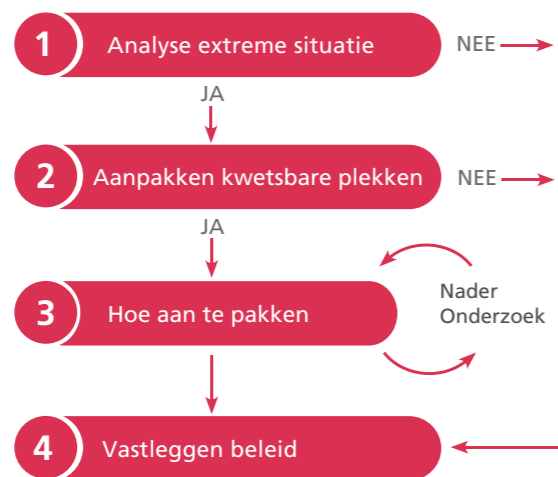 1 Analyse extreme situatie NEE
JA
2 Aanpakken kwetsbare plekken NEE
JA
3 Hoe aan te pakken
Nader
Onderzoek
4 Vastleggen beleid